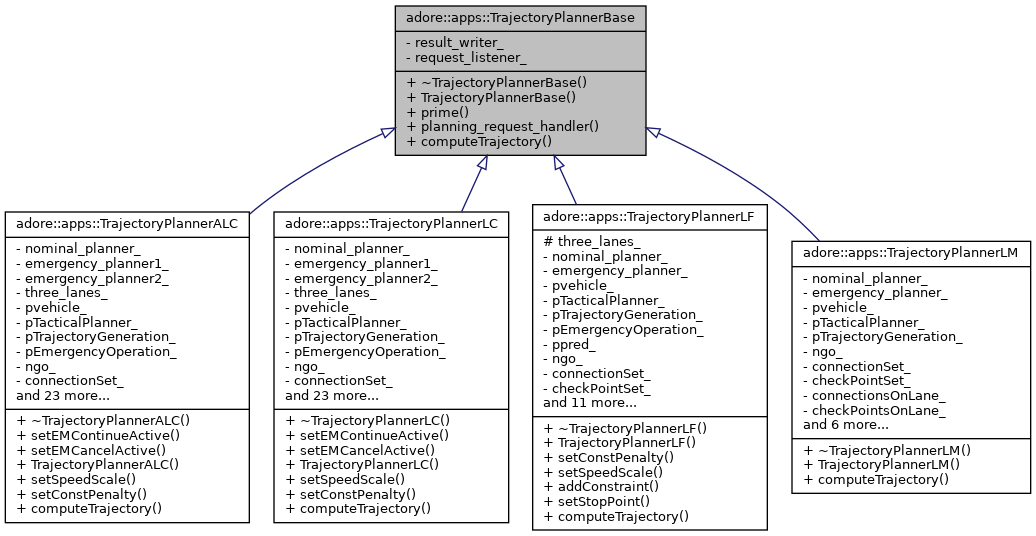 adore::apps::TrajectoryPlannerBase
- result_writer_
- request_listener_
+ ~TrajectoryPlannerBase()
+ TrajectoryPlannerBase()
+ prime()
+ planning_request_handler()
+ computeTrajectory()
adore::apps::TrajectoryPlannerALC
- nominal_planner_
- emergency_planner1_
- emergency_planner2_
- three_lanes_
- pvehicle_
- pTacticalPlanner_
- pTrajectoryGeneration_
- pEmergencyOperation_
- ngo_
- connectionSet_
and 23 more...
+ ~TrajectoryPlannerALC()
+ setEMContinueActive()
+ setEMCancelActive()
+ TrajectoryPlannerALC()
+ setSpeedScale()
+ setConstPenalty()
+ computeTrajectory()
adore::apps::TrajectoryPlannerLC
- nominal_planner_
- emergency_planner1_
- emergency_planner2_
- three_lanes_
- pvehicle_
- pTacticalPlanner_
- pTrajectoryGeneration_
- pEmergencyOperation_
- ngo_
- connectionSet_
and 23 more...
+ ~TrajectoryPlannerLC()
+ setEMContinueActive()
+ setEMCancelActive()
+ TrajectoryPlannerLC()
+ setSpeedScale()
+ setConstPenalty()
+ computeTrajectory()
adore::apps::TrajectoryPlannerLF
# three_lanes_
- nominal_planner_
- emergency_planner_
- pvehicle_
- pTacticalPlanner_
- pTrajectoryGeneration_
- pEmergencyOperation_
- ppred_
- ngo_
- connectionSet_
- checkPointSet_
and 11 more...
+ ~TrajectoryPlannerLF()
+ TrajectoryPlannerLF()
+ setConstPenalty()
+ setSpeedScale()
+ addConstraint()
+ setStopPoint()
+ computeTrajectory()
adore::apps::TrajectoryPlannerLM
- nominal_planner_
- emergency_planner_
- pvehicle_
- pTacticalPlanner_
- pTrajectoryGeneration_
- ngo_
- connectionSet_
- checkPointSet_
- connectionsOnLane_
- checkPointsOnLane_
and 6 more...
+ ~TrajectoryPlannerLM()
+ TrajectoryPlannerLM()
+ computeTrajectory()